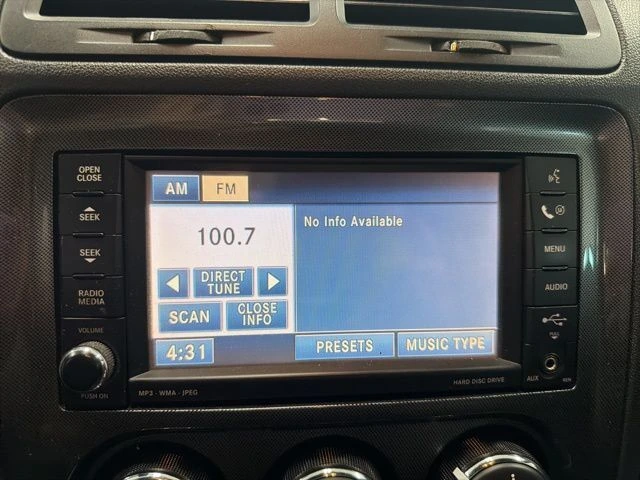 OPEN
CLOSE
SEEK
SEEK
RADIO
MEDIA
VOLUME
PUSH ON
AM FM
100.7
DIRECT
TUNE
SCAN
CLOSE
INFO
4:31
No Info Available
PRESETS
MUSIC TYPE
MP3 - WMA - JPEG
HARD DISC DRIVE
MENU
AUDIO
PULL
AUX